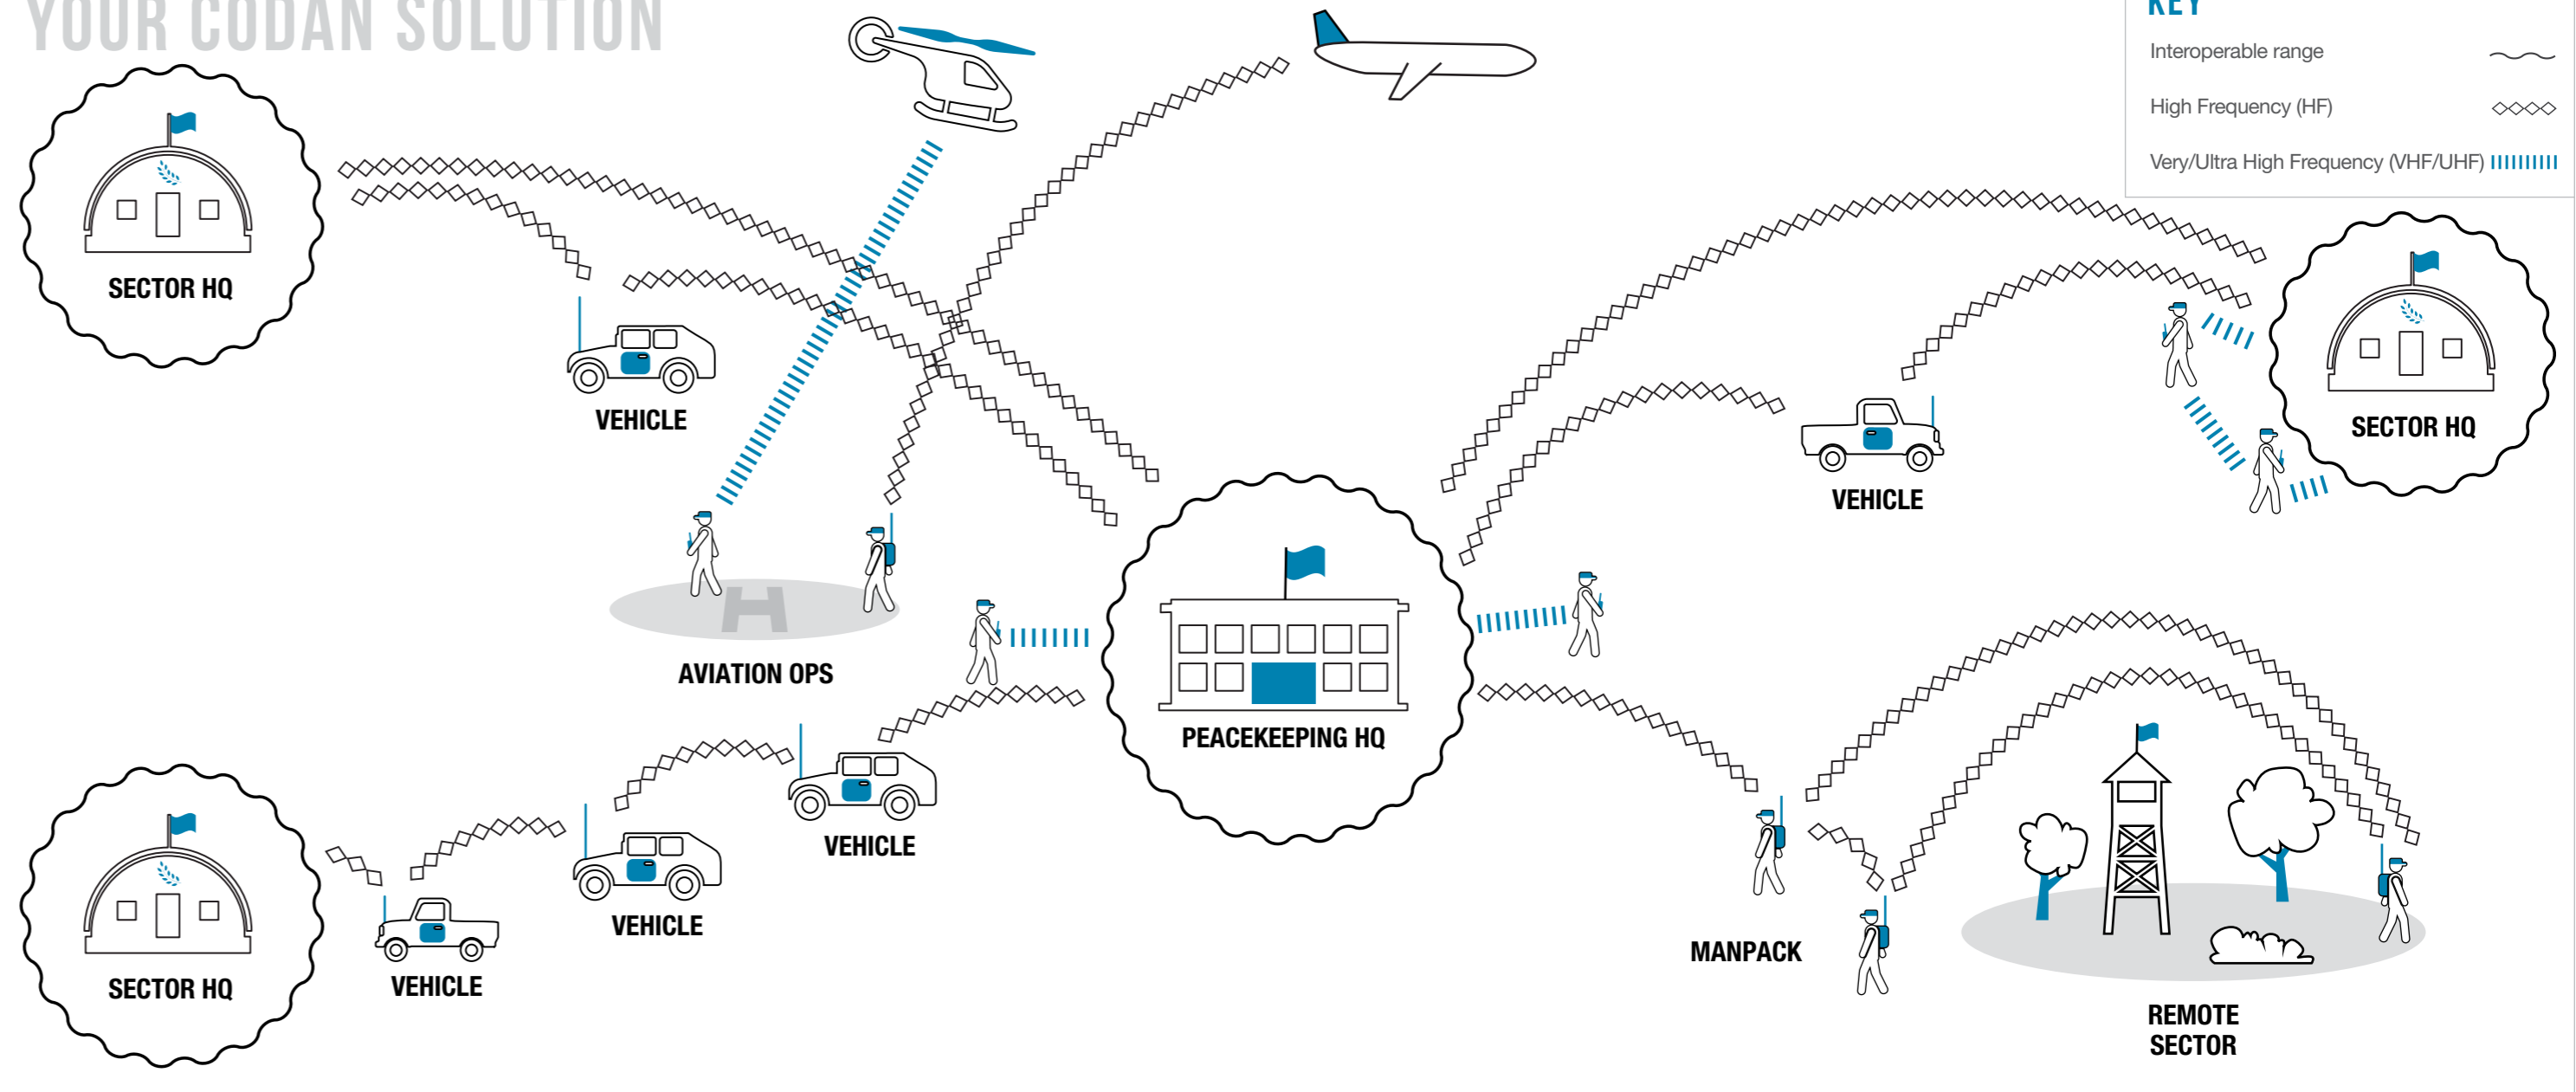 YOUR CODAN SOLUTION
KEY
Interoperable range
High Frequency (HF)
Very/Ultra High Frequency (VHF/UHF)
SECTOR HQ
VEHICLE
VEHICLE
SECTOR HQ
H
AVIATION OPS
PEACEKEEPING HQ
VEHICLE
VEHICLE
VEHICLE
SECTOR HQ
MANPACK
REMOTE
SECTOR